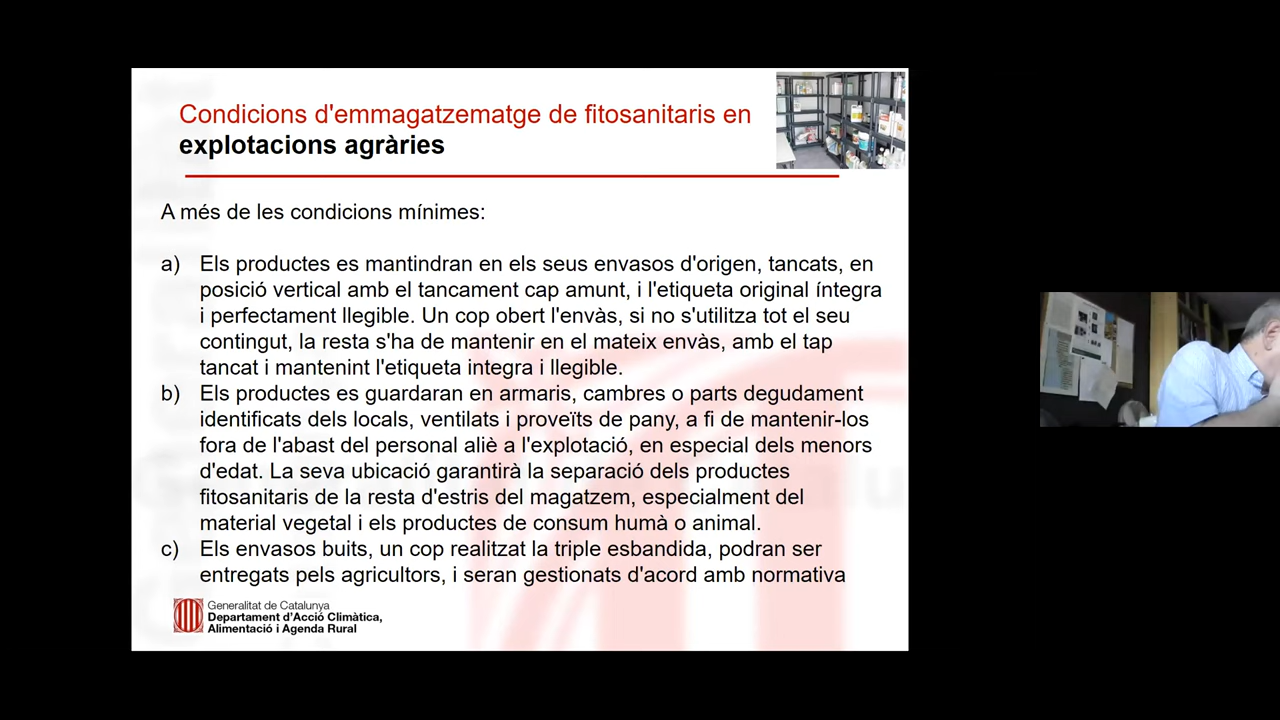 Condicions d'emmagatzematge de fitosanitaris en
explotacions agràries
A més de les condicions mínimes:
a) Els productes es mantindran en els seus envasos d'origen, tancats, en
posició vertical amb el tancament cap amunt, i l'etiqueta original íntegra
i perfectament llegible. Un cop obert l'envàs, si no s'utilitza tot el seu
contingut, la resta s'ha de mantenir en el mateix envàs, amb el tap
tancat i mantenint l'etiqueta integra i llegible.
b) Els productes es guardaran en armaris, cambres o parts degudament
identificats dels locals, ventilats i proveïts de pany, a fi de mantenir-los
fora de l'abast del personal aliè a l'explotació, en especial dels menors
d'edat. La seva ubicació garantirà la separació dels productes
fitosanitaris de la resta d'estris del magatzem, especialment del
material vegetal i els productes de consum humà o animal.
c) Els envasos buits, un cop realitzat la triple esbandida, podran ser
entregats pels agricultors, i seran gestionats d'acord amb normativa
Generalitat de Catalunya
Departament d'Acció Climàtica,
Alimentació i Agenda Rural